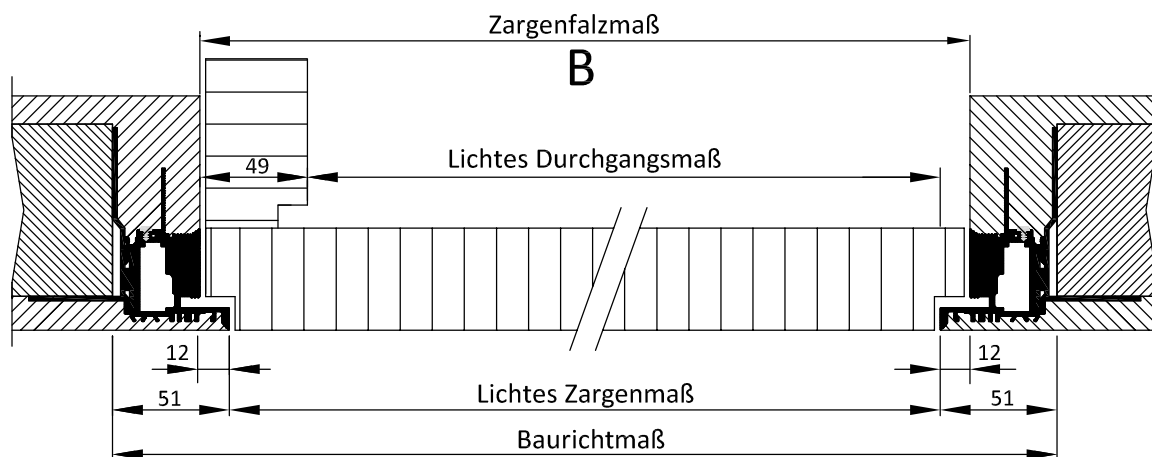 Zargenfalzmaß
B
49
Lichtes Durchgangsmaß
12
12
51
Lichtes Zargenmaß
51
Baurichtmaß